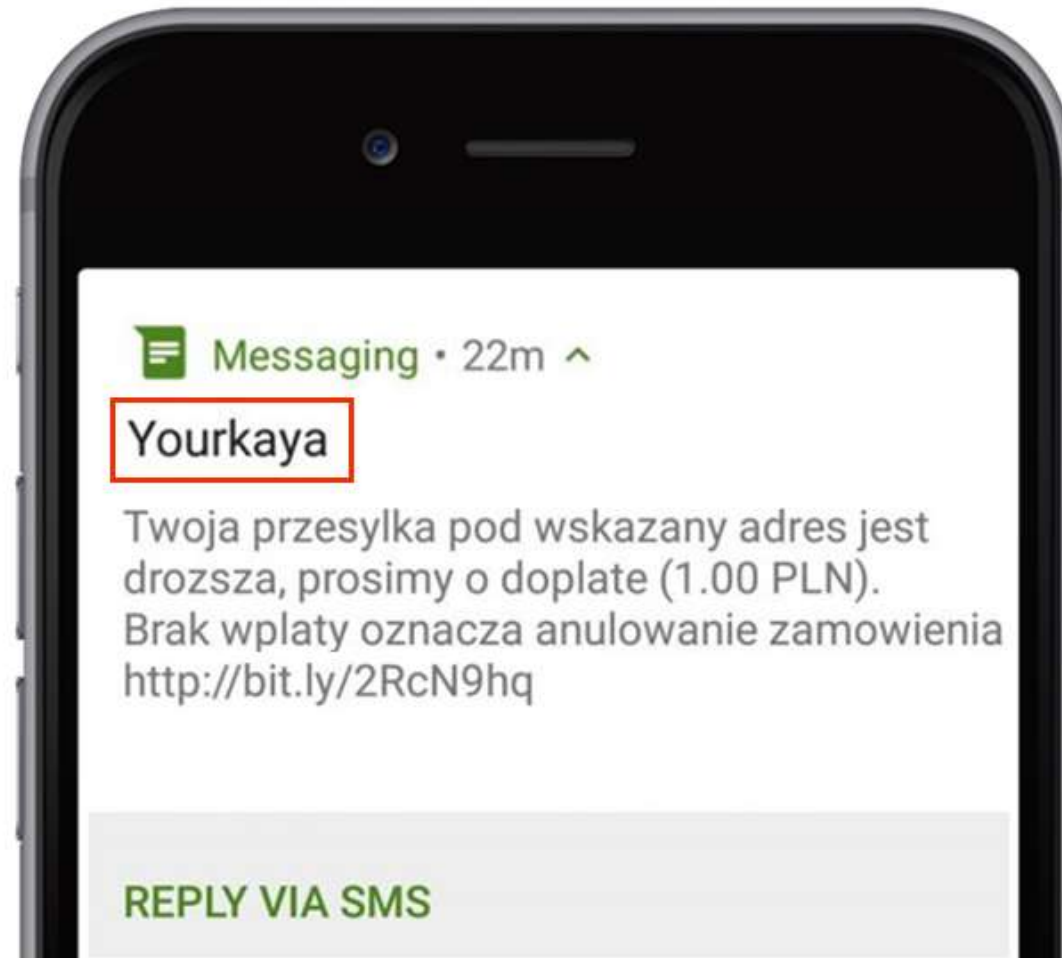 Messaging • 22m ^
Yourkaya
Twoja przesylka pod wskazany adres jest
drozsza, prosimy o doplate (1.00 PLN).
Brak wplaty oznacza anulowanie zamowienia
http://bit.ly/2RcN9hq
REPLY VIA SMS